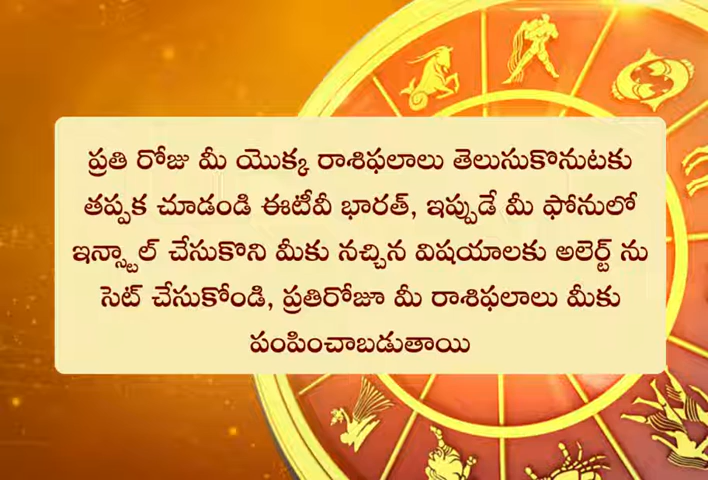 ప్రతి రోజు మీ యొక్క రాశిఫలాలు తెలుసుకొనుటకు
తప్పక చూడండి ఈటీవీ భారత్, ఇప్పుడే మీ ఫోనులో
ఇన్స్టాల్ చేసుకొని మీకు నచ్చిన విషయాలకు అలెర్ట్ ను
సెట్ చేసుకోండి, ప్రతిరోజూ మీ రాశిఫలాలు మీకు
పంపించాబడుతాయి